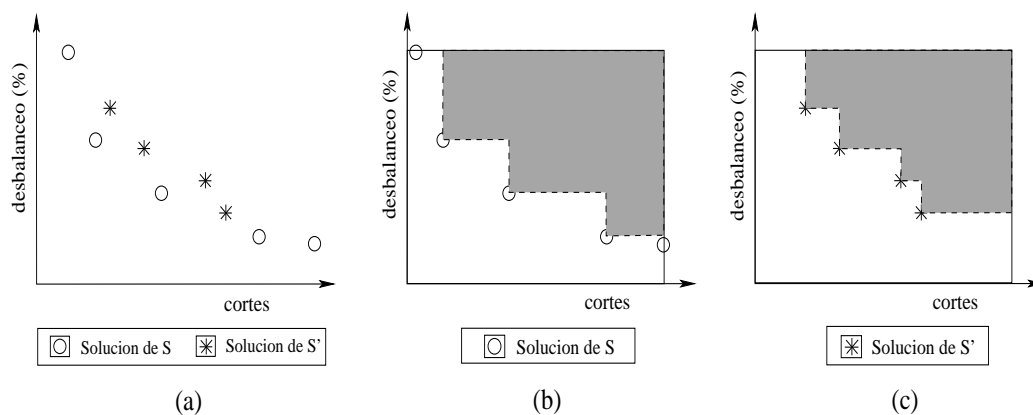 desbalanceo (%)
cortes
Solucion de S
Solucion de S'
(a)
desbalanceo (%)
cortes
Solucion de S
(b)
desbalanceo (%)
cortes
Solucion de S'
(c)